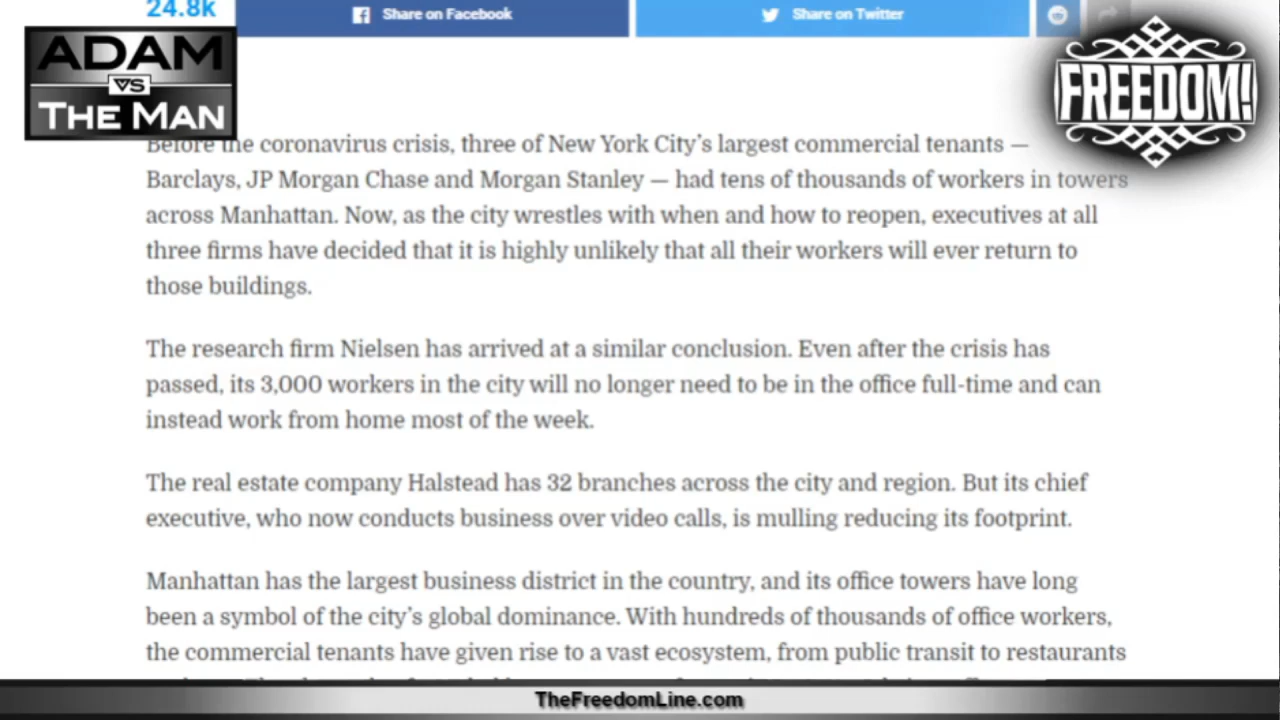 24.8k
Share on Facebook
Share on Twitter
ADAM
VS
THE MAN
FREEDOM!
Before the coronavirus crisis, three of New York City’s largest commercial tenants —
Barclays, JP Morgan Chase and Morgan Stanley — had tens of thousands of workers in towers
across Manhattan. Now, as the city wrestles with when and how to reopen, executives at all
three firms have decided that it is highly unlikely that all their workers will ever return to
those buildings.
The research firm Nielsen has arrived at a similar conclusion. Even after the crisis has
passed, its 3,000 workers in the city will no longer need to be in the office full-time and can
instead work from home most of the week.
The real estate company Halstead has 32 branches across the city and region. But its chief
executive, who now conducts business over video calls, is mulling reducing its footprint.
Manhattan has the largest business district in the country, and its office towers have long
been a symbol of the city’s global dominance. With hundreds of thousands of office workers,
the commercial tenants have given rise to a vast ecosystem, from public transit to restaurants
TheFreedomLine.com